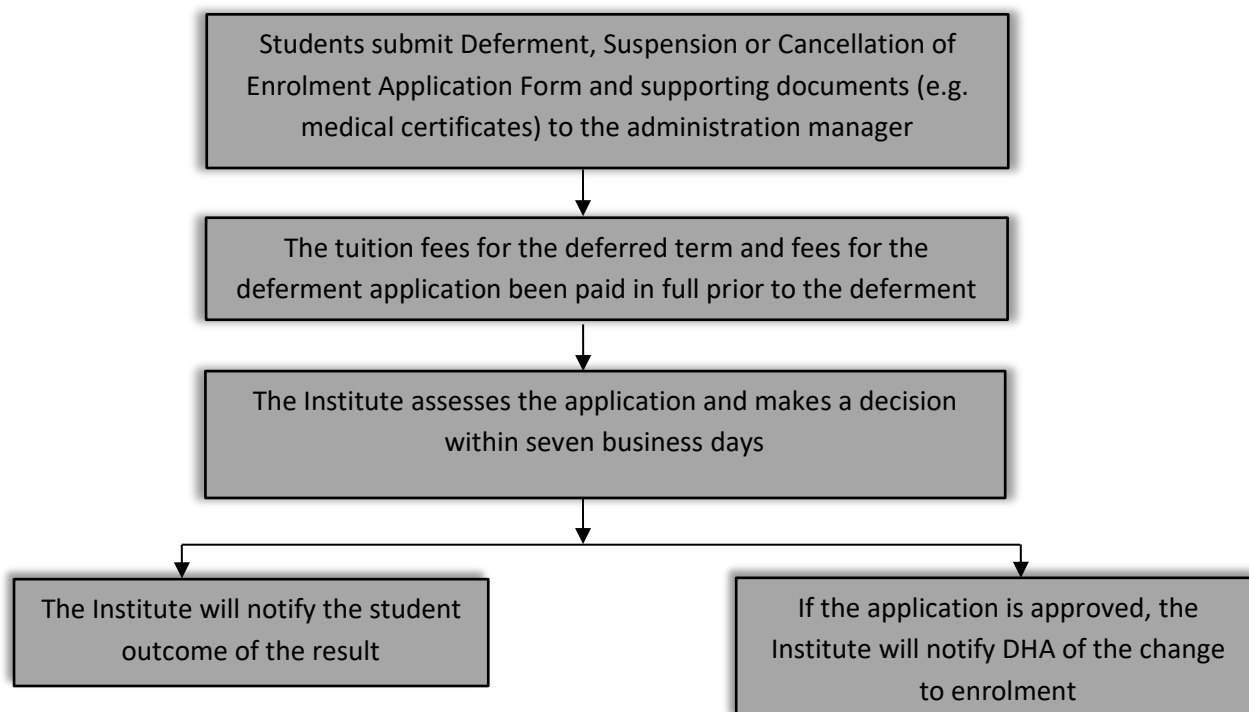 Students submit Deferment, Suspension or Cancellation of
Enrolment Application Form and supporting documents (e.g.
medical certificates) to the administration manager
The tuition fees for the deferred term and fees for the
deferment application been paid in full prior to the deferment
The Institute assesses the application and makes a decision
within seven business days
The Institute will notify the student
outcome of the result
If the application is approved, the
Institute will notify DHA of the change
to enrolment